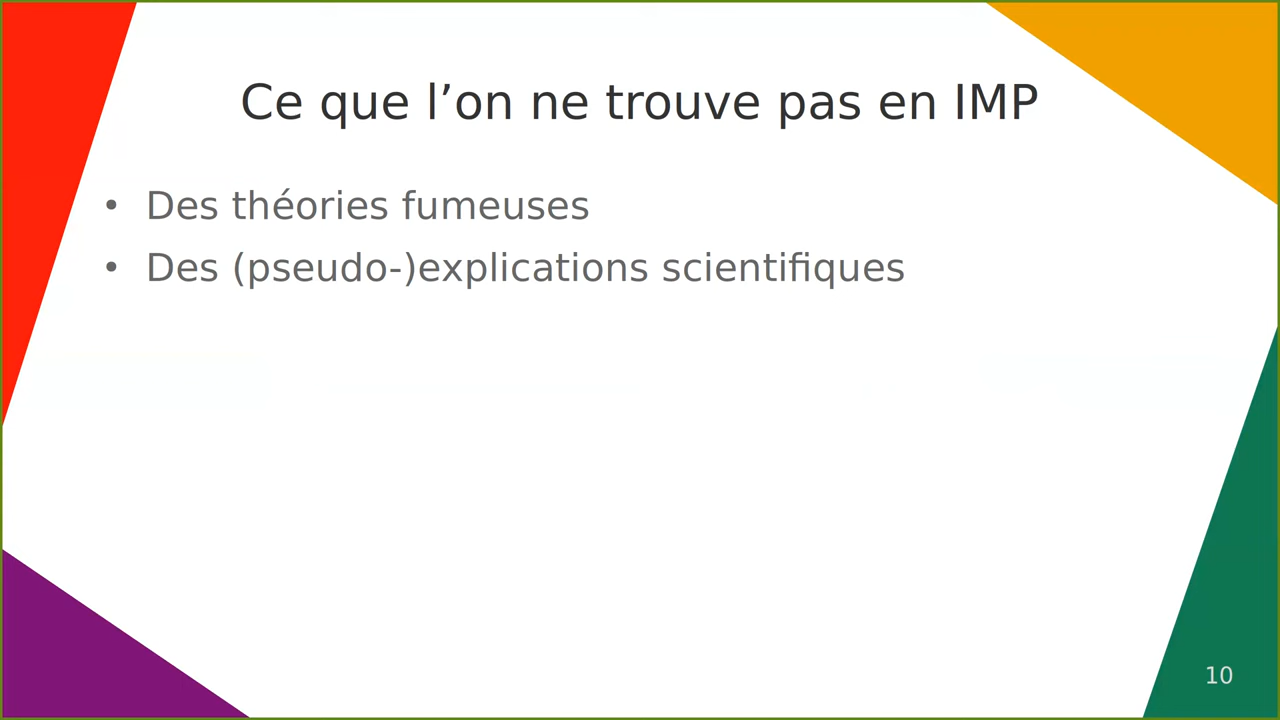 Ce que l’on ne trouve pas en IMP
• Des théories fumeuses
• Des (pseudo-)explications scientifiques
10